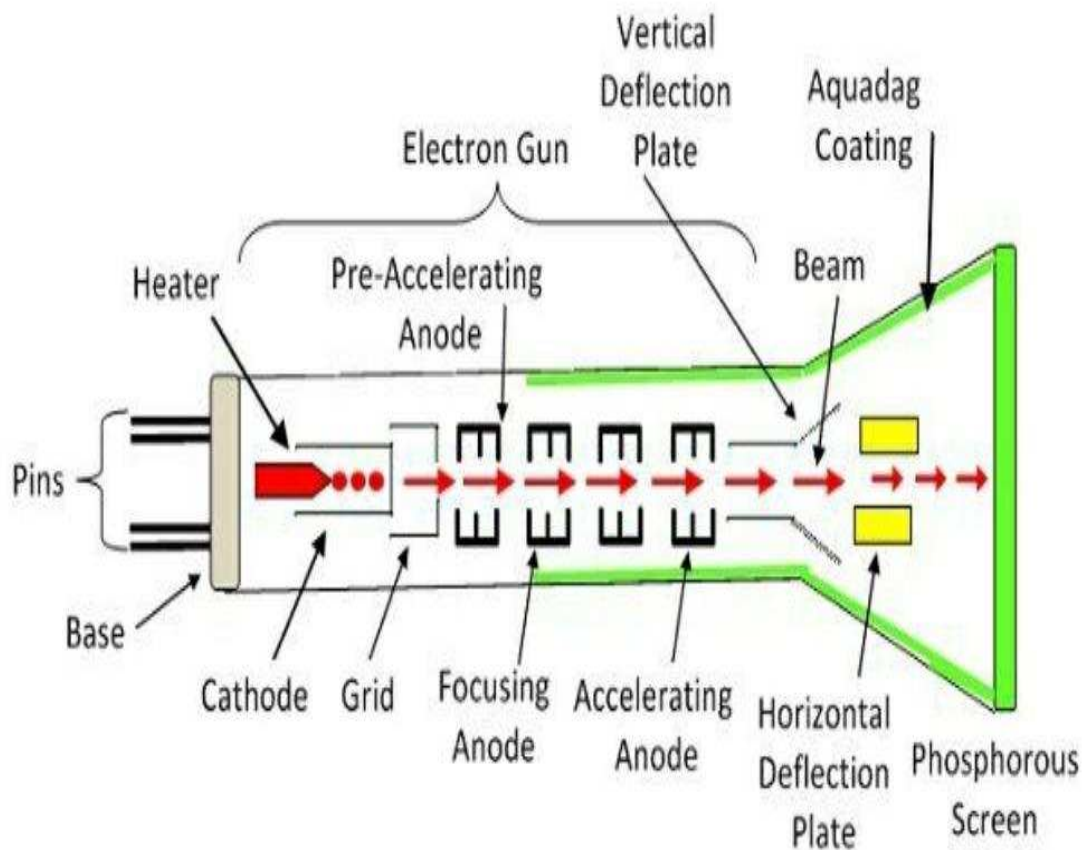 Vertical
Deflection
Plate
Aquadag
Coating
Electron Gun
Heater
Pre-Accelerating
Anode
Beam
Pins
Base
Cathode
Grid
Focusing
Anode
Accelerating
Anode
Horizontal
Deflection
Plate
Phosphorous
Screen